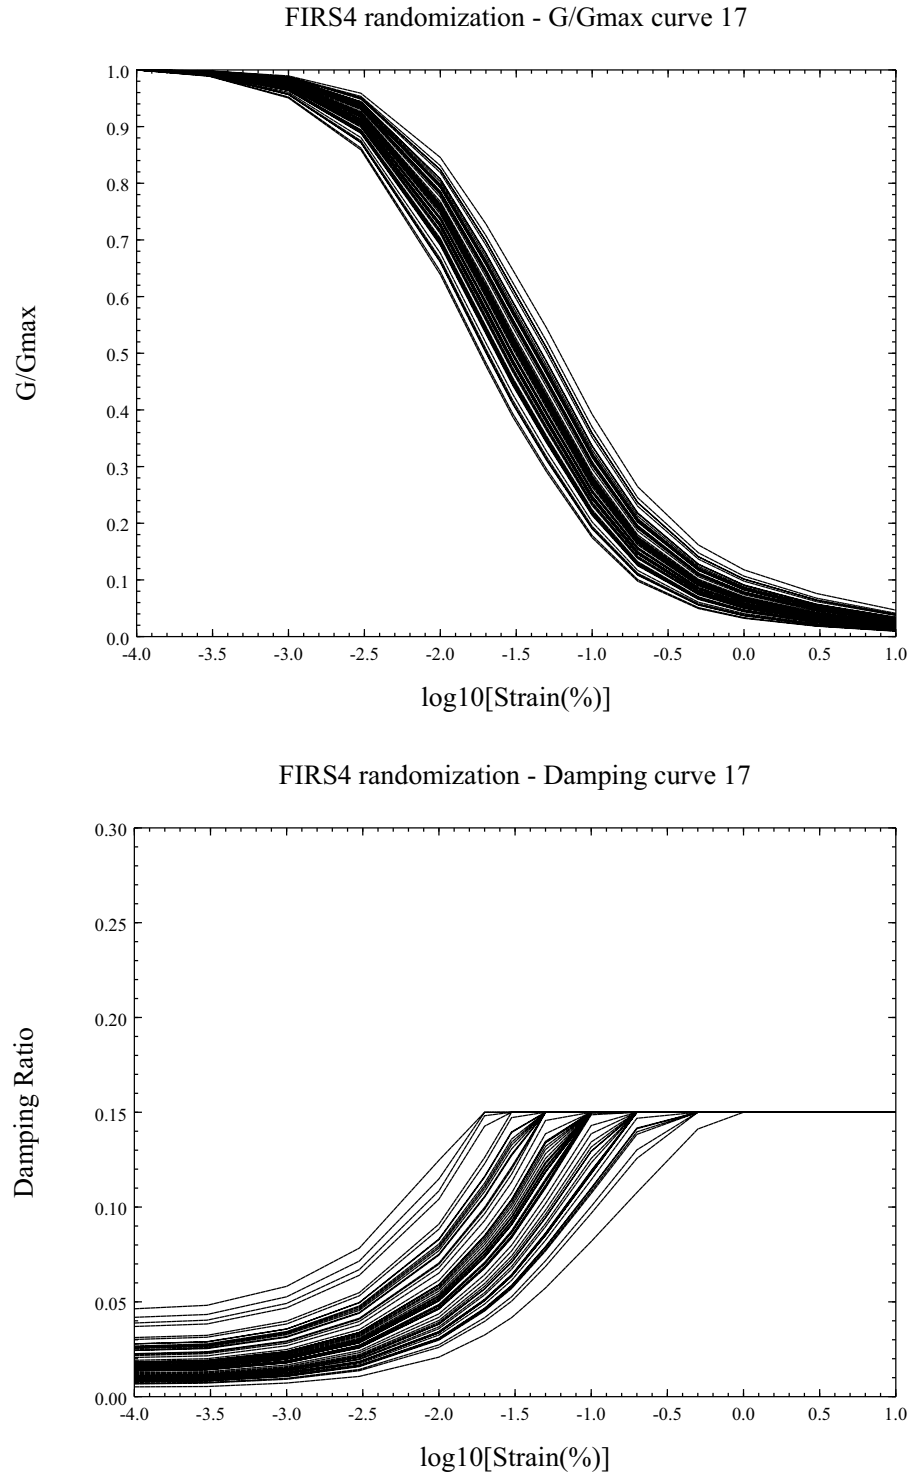 FIRS4 randomization - G/Gmax curve 17
1.0
0.9
0.8
0.7
0.6
0.5
0.4
0.3
0.2
0.1
0.0
G/Gmax
-4.0 -3.5 -3.0 -2.5 -2.0 -1.5 -1.0 -0.5 0.0 0.5 1.0
log10[Strain(%)]
FIRS4 randomization - Damping curve 17
0.30
0.25
0.20
0.15
0.10
0.05
0.00
Damping Ratio
-4.0 -3.5 -3.0 -2.5 -2.0 -1.5 -1.0 -0.5 0.0 0.5 1.0
log10[Strain(%)]